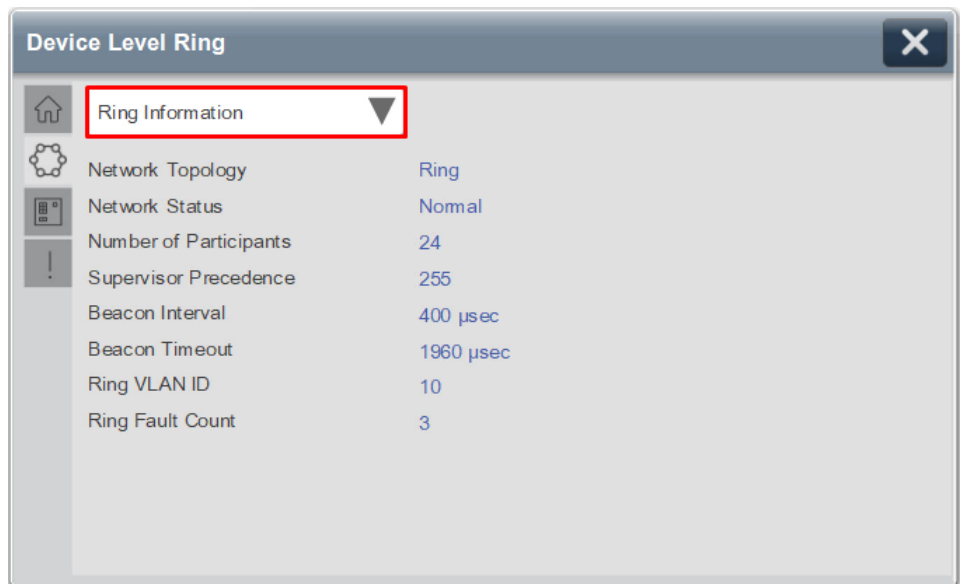 Device Level Ring
Ring Information
Network Topology Ring
Network Status Normal
Number of Participants 24
Supervisor Precedence 255
Beacon Interval 400 µsec
Beacon Timeout 1960 µsec
Ring VLAN ID 10
Ring Fault Count 3